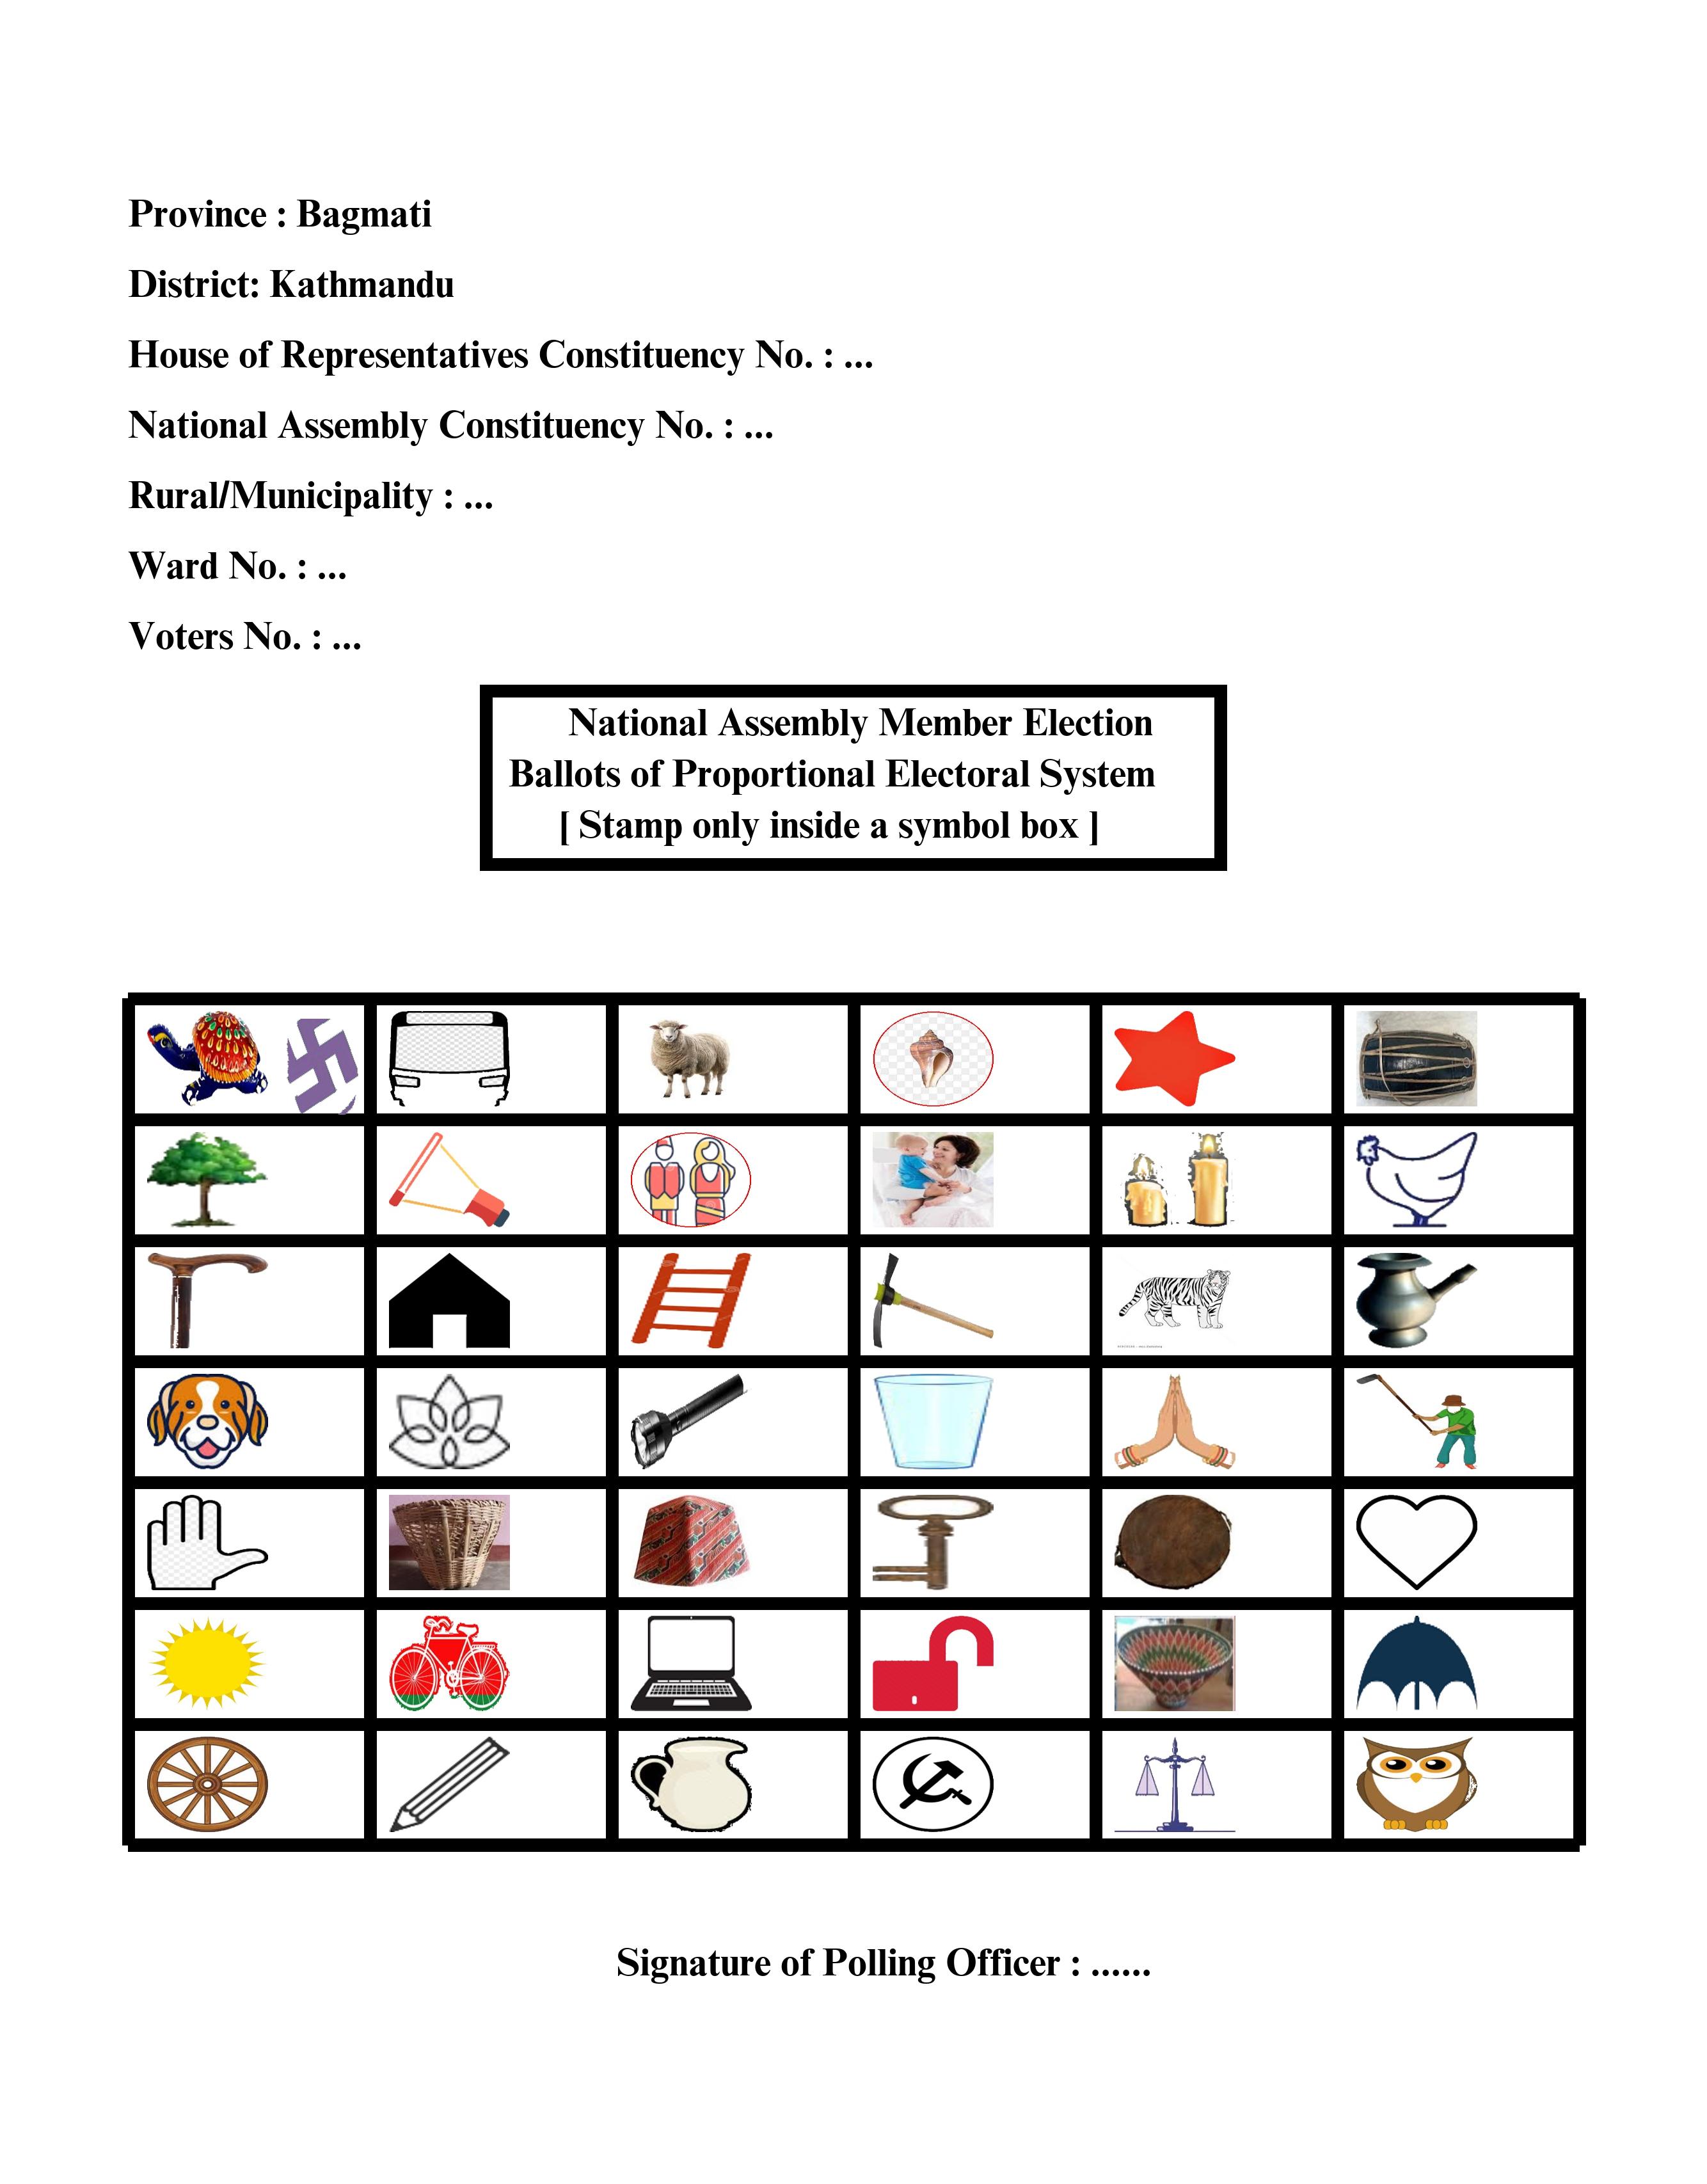 Province : Bagmati
District: Kathmandu
House of Representatives Constituency No. : ...
National Assembly Constituency No. : ...
Rural/Municipality : ...
Ward No. : ...
Voters No. : ...
National Assembly Member Election
Ballots of Proportional Electoral System
[ Stamp only inside a symbol box ]
Signature of Polling Officer : ......